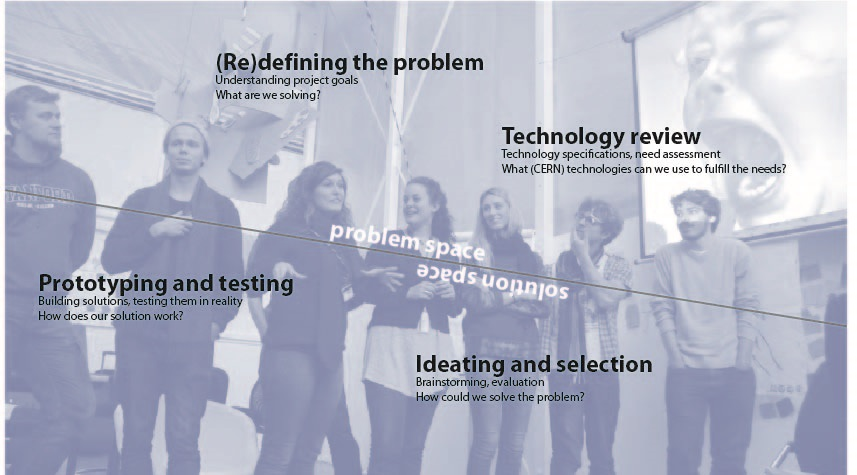 (Re)defining the problem
Understanding project goals
What are we solving?
Technology review
Technology specifications, need assessment
What (CERN) technologies can we use to fulfill the needs?
problem space
solution space
Prototyping and testing
Building solutions, testing them in reality
How does our solution work?
Ideating and selection
Brainstorming, evaluation
How could we solve the problem?